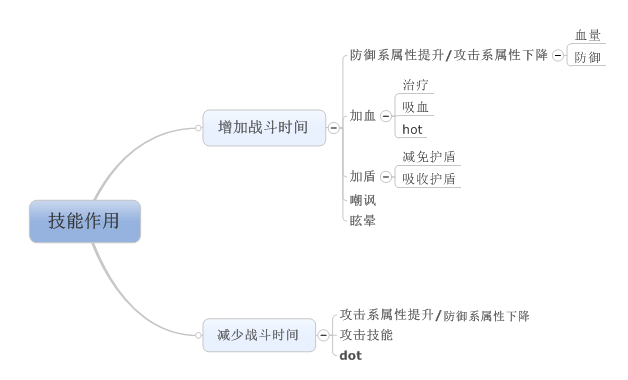 技能作用
增加战斗时间
防御系属性提升/攻击系属性下降
血量
防御
加血
治疗
吸血
hot
加盾
减免护盾
吸收护盾
嘲讽
眩晕
减少战斗时间
攻击系属性提升/防御系属性下降
攻击技能
dot